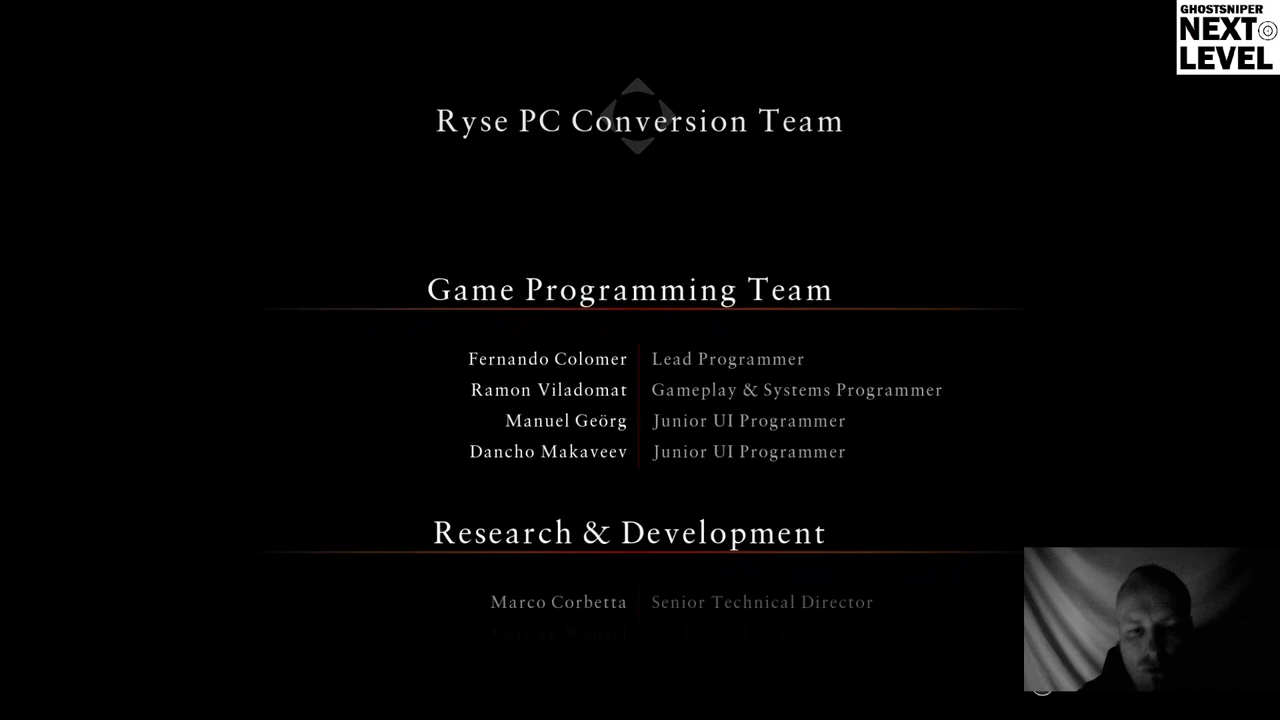 GHOSTSNIPER
NEXT
LEVEL
Ryse PC Conversion Team
Game Programming Team
Fernando Colomer Lead Programmer
Ramon Viladomat Gameplay & Systems Programmer
Manuel Geörg Junior UI Programmer
Dancho Makaveev Junior UI Programmer
Research & Development
Marco Corbetta Senior Technical Director